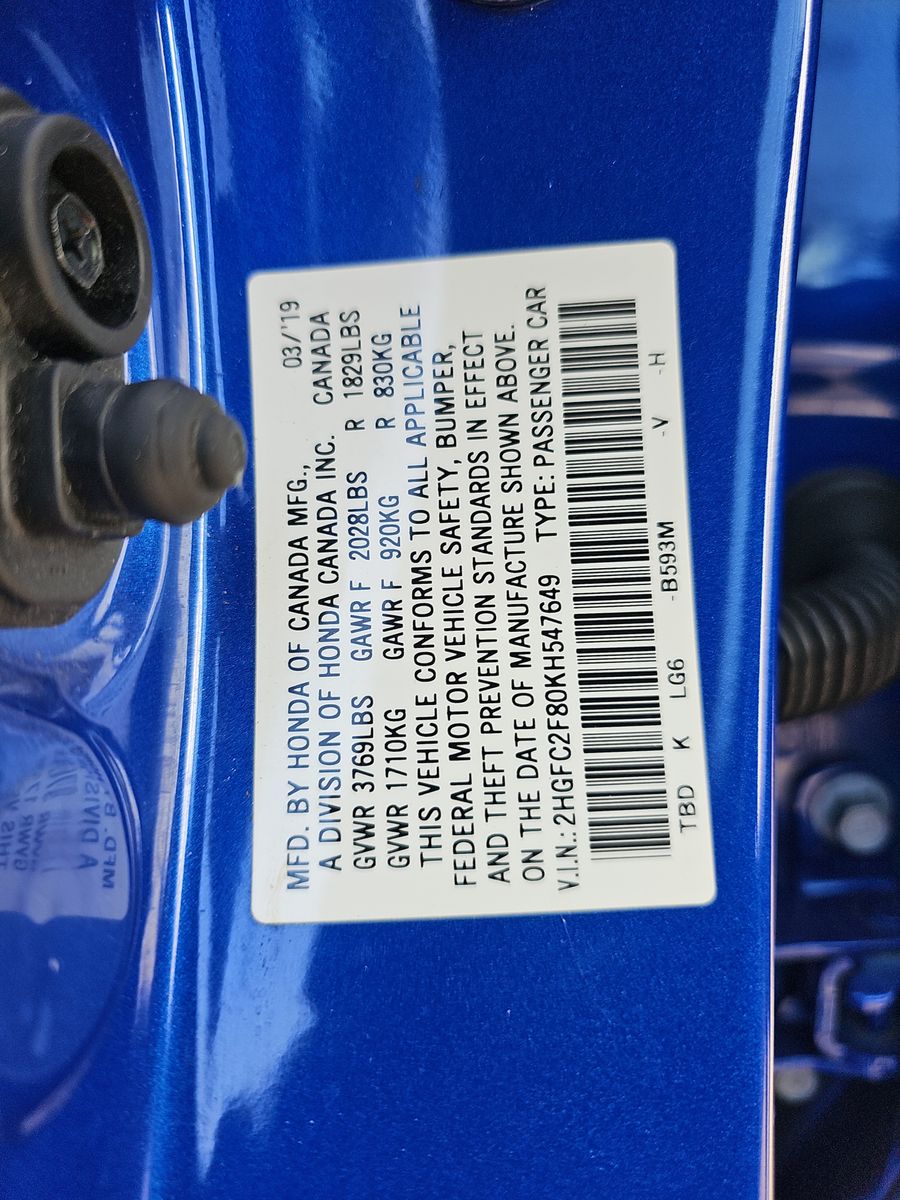 MFD. BY HONDA OF CANADA MFG., 03/'19
A DIVISION OF HONDA CANADA INC. CANADA
GVWR 3769LBS GAWR F 2028LBS R 1829LBS
GVWR 1710KG GAWR F 920KG R 830KG
THIS VEHICLE CONFORMS TO ALL APPLICABLE
FEDERAL MOTOR VEHICLE SAFETY, BUMPER,
AND THEFT PREVENTION STANDARDS IN EFFECT
ON THE DATE OF MANUFACTURE SHOWN ABOVE.
V.I.N.: 2HGFC2F80KH547649 TYPE: PASSENGER CAR
TBD K LG6 -B593M -V -H